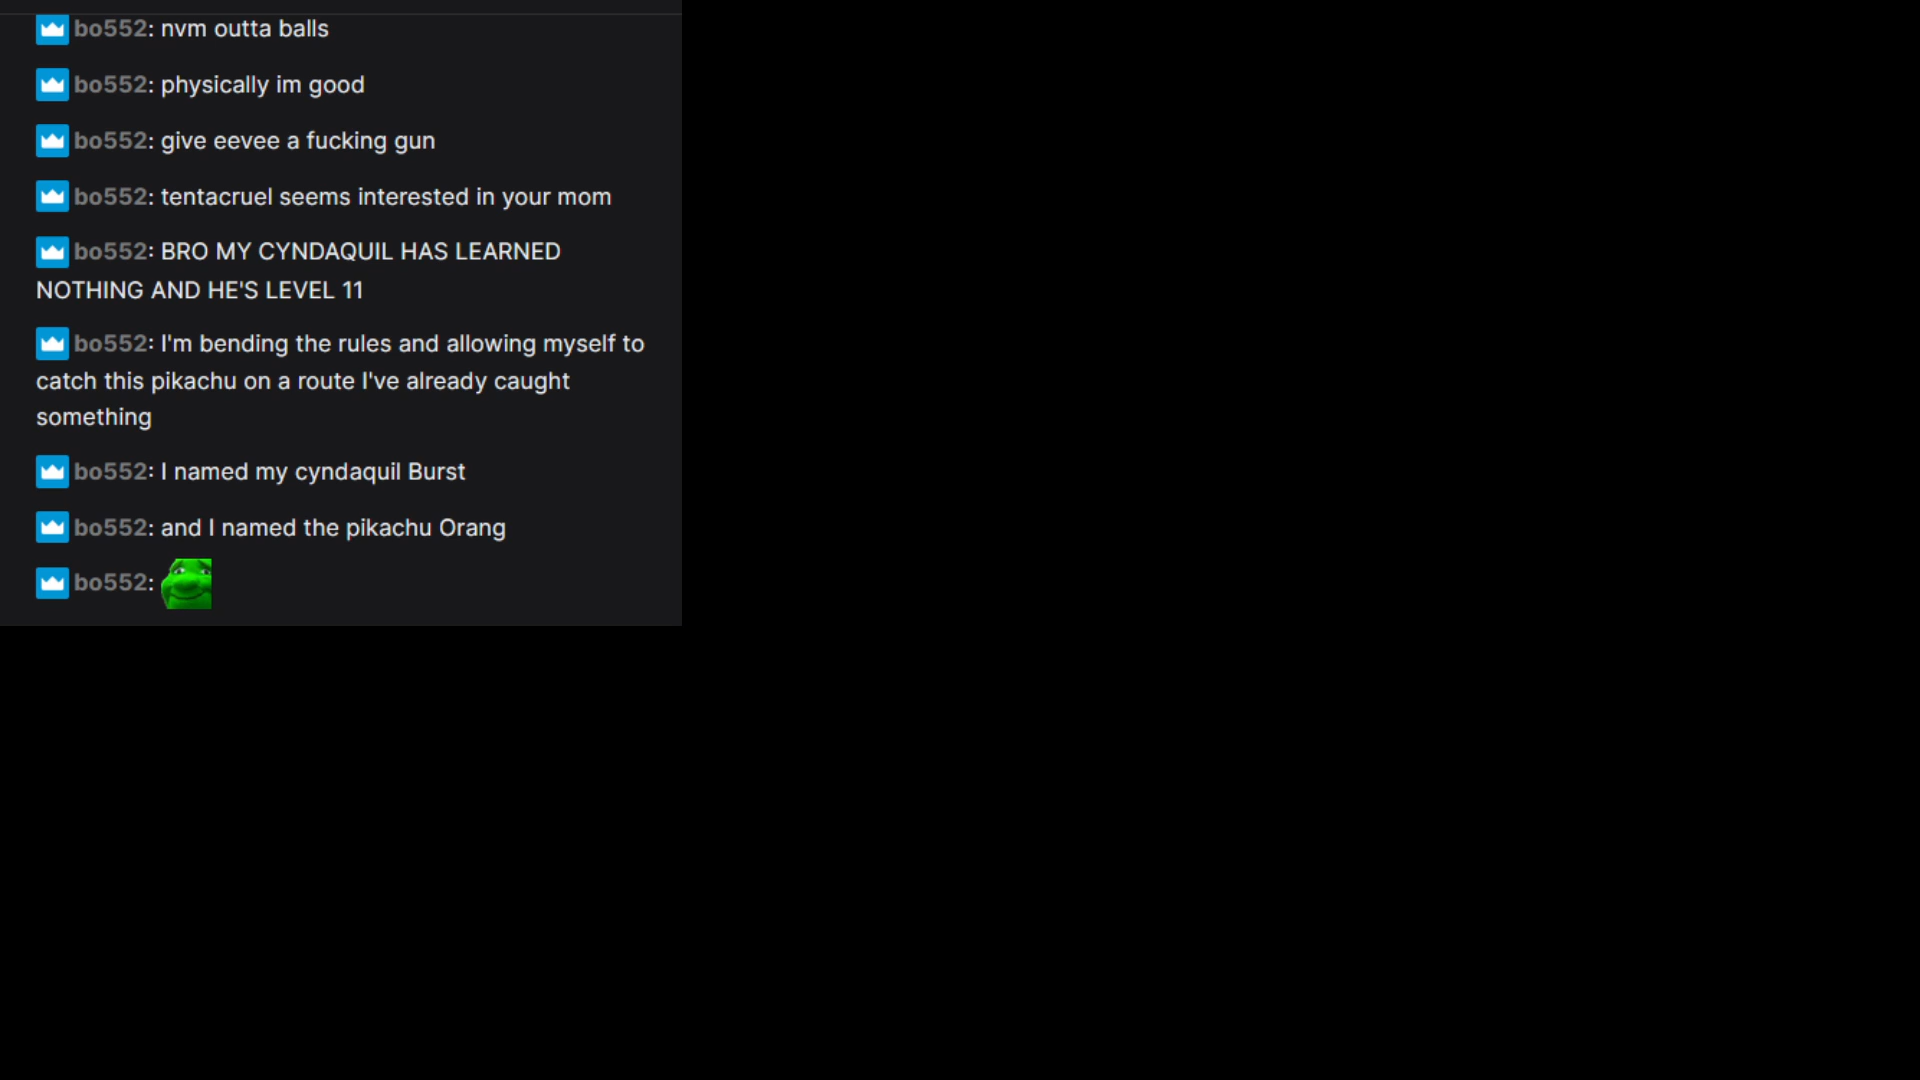 bo552: nvm outta balls
bo552: physically im good
bo552: give eevee a fucking gun
bo552: tentacruel seems interested in your mom
bo552: BRO MY CYNDAQUIL HAS LEARNED
NOTHING AND HE'S LEVEL 11
bo552: I'm bending the rules and allowing myself to
catch this pikachu on a route I've already caught
something
bo552: I named my cyndaquil Burst
bo552: and I named the pikachu Orang
bo552: